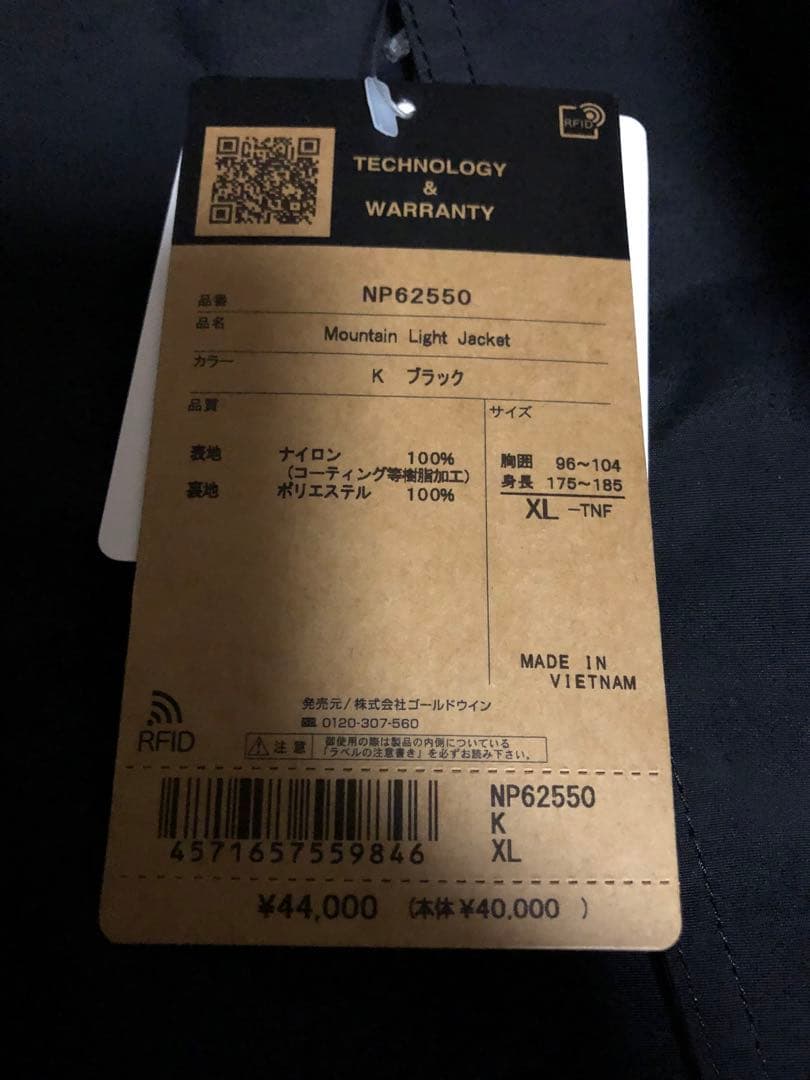 RFID
TECHNOLOGY
&
WARRANTY
品番 NP62550
品名 Mountain Light Jacket
カラー K ブラック
品質
表地 ナイロン 100%
(コーティング等樹脂加工)
裏地 ポリエステル 100%
サイズ
胸囲 96〜104
身長 175〜185
XL -TNF
MADE IN
VIETNAM
発売元/株式会社ゴールドウイン
0120-307-560
RFID
注意 御使用の際は製品の内側についている
「ラベルの注意書き」を必ずお読み下さい。
4571657559846
NP62550
K
XL
¥44,000 (本体¥40,000 )